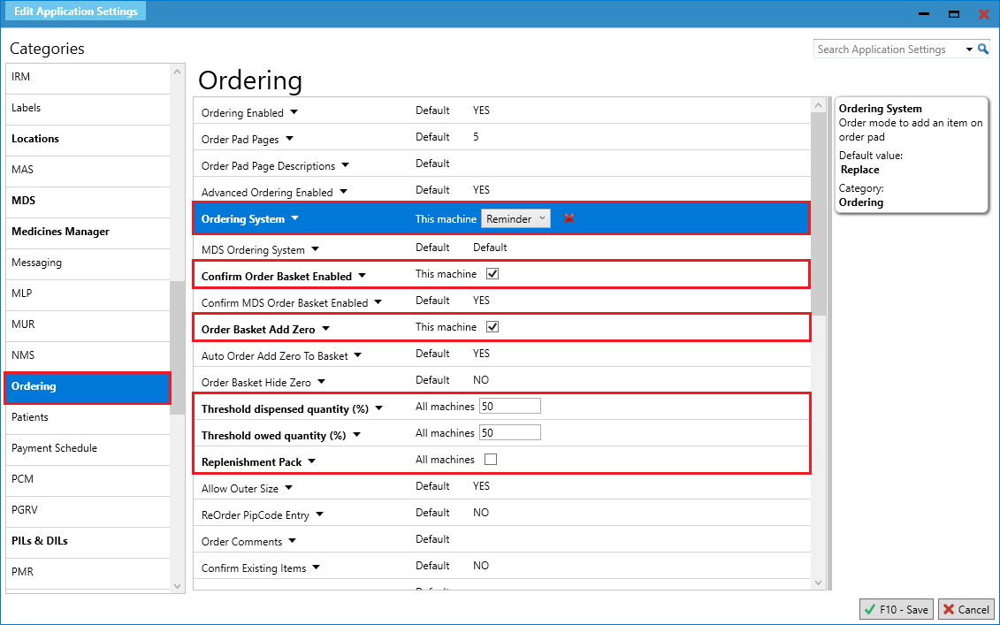 Edit Application Settings
Categories
Search Application Settings
IRM
Labels
Locations
MAS
MDS
Medicines Manager
Messaging
MLP
MUR
NMS
Ordering
Patients
Payment Schedule
PCM
PGRV
PILs & DILs
PMR
Ordering
Ordering Enabled Default YES
Order Pad Pages Default 5
Order Pad Page Descriptions Default
Advanced Ordering Enabled Default YES
Ordering System This machine Reminder
MDS Ordering System Default Default
Confirm Order Basket Enabled This machine
Confirm MDS Order Basket Enabled Default YES
Order Basket Add Zero This machine
Auto Order Add Zero To Basket Default YES
Order Basket Hide Zero Default NO
Threshold dispensed quantity (%) All machines 50
Threshold owed quantity (%) All machines 50
Replenishment Pack All machines
Allow Outer Size Default YES
ReOrder PipCode Entry Default NO
Order Comments Default
Confirm Existing Items Default NO
Ordering System
Order mode to add an item on
order pad
Default value:
Replace
Category:
Ordering
F10 - Save Cancel